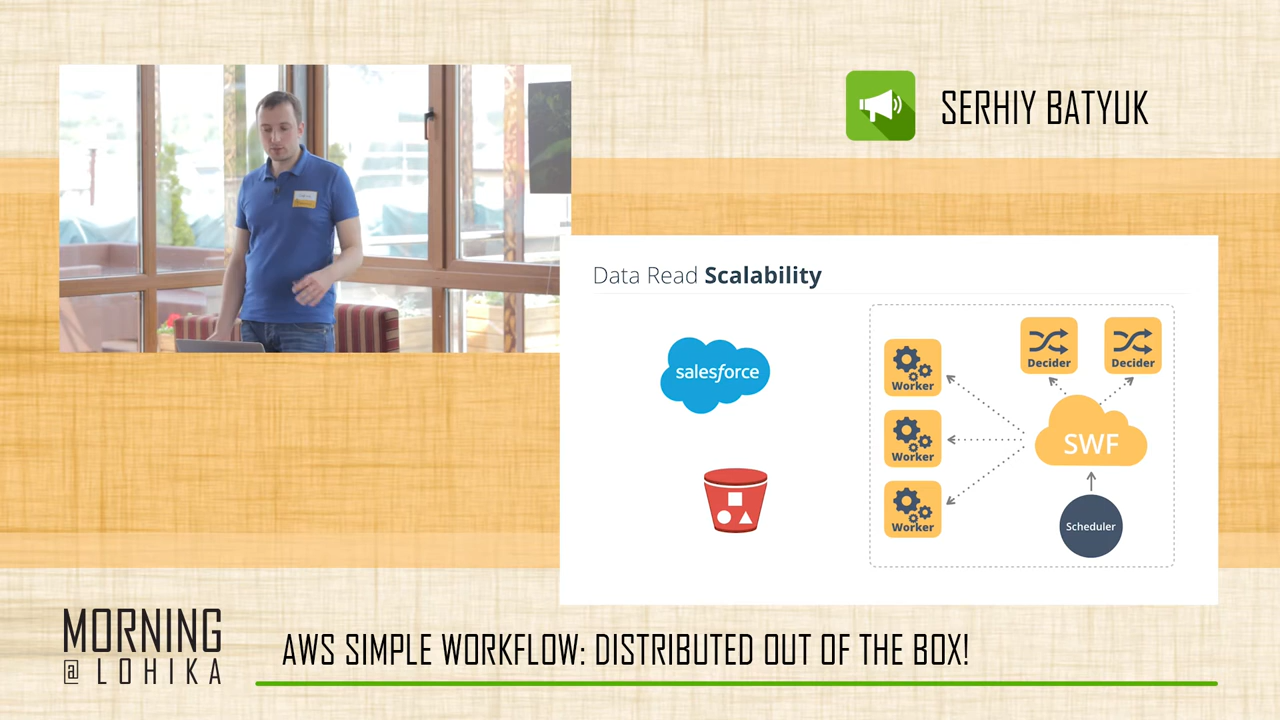 SERHIY BATYUK
Data Read Scalability
salesforce
Decider
Decider
Worker
Worker
Worker
SWF
Scheduler
MORNING
@ LOHIKA
AWS SIMPLE WORKFLOW: DISTRIBUTED OUT OF THE BOX!